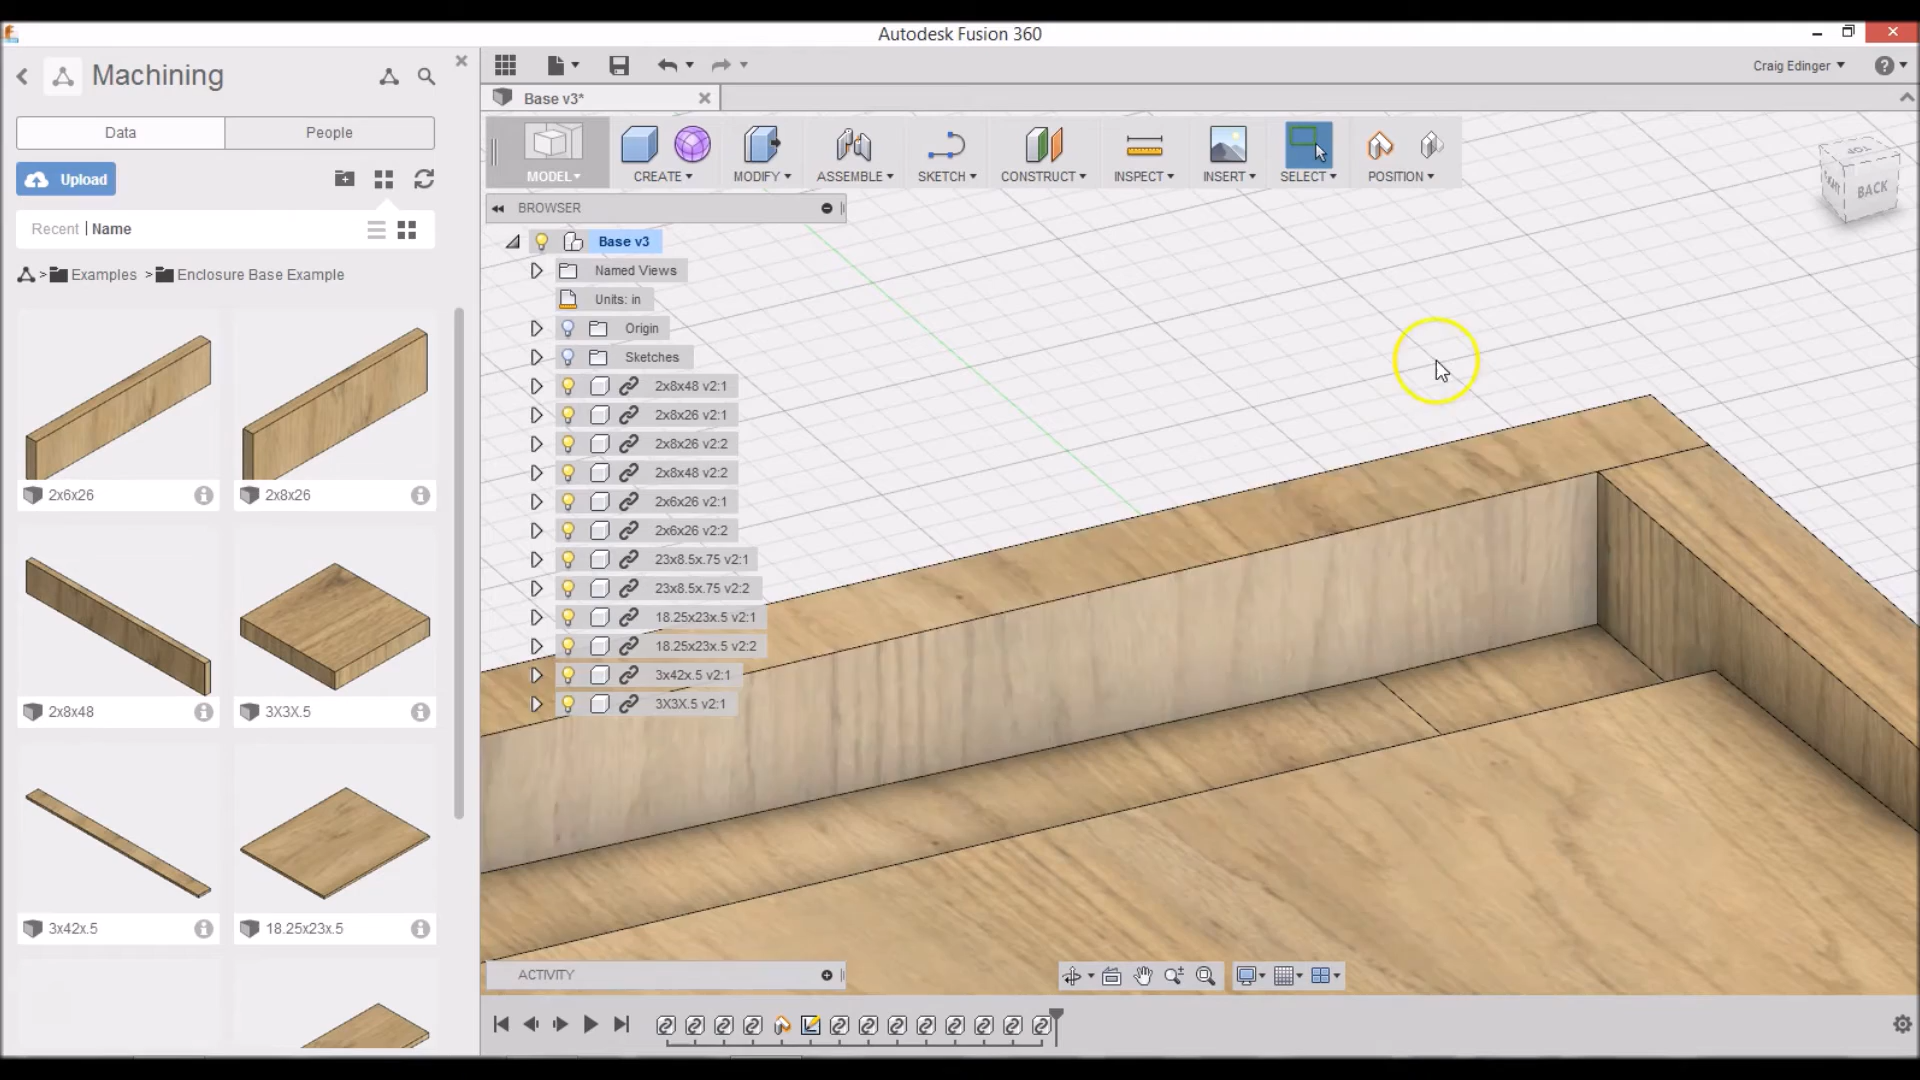 Autodesk Fusion 360
Machining
Craig Edinger
Base v3*
Data People
Upload
Recent | Name
> Examples > Enclosure Base Example
2x6x26
2x8x26
2x8x48
3X3X.5
3x42x.5
18.25x23x.5
MODEL
CREATE
MODIFY
ASSEMBLE
SKETCH
CONSTRUCT
INSPECT
INSERT
SELECT
POSITION
BROWSER
Base v3
Named Views
Units: in
Origin
Sketches
2x8x48 v2:1
2x8x26 v2:1
2x8x26 v2:2
2x8x48 v2:2
2x6x26 v2:1
2x6x26 v2:2
23x8.5x.75 v2:1
23x8.5x.75 v2:2
18.25x23x.5 v2:1
18.25x23x.5 v2:2
3x42x.5 v2:1
3X3X.5 v2:1
TOP
BACK
ACTIVITY